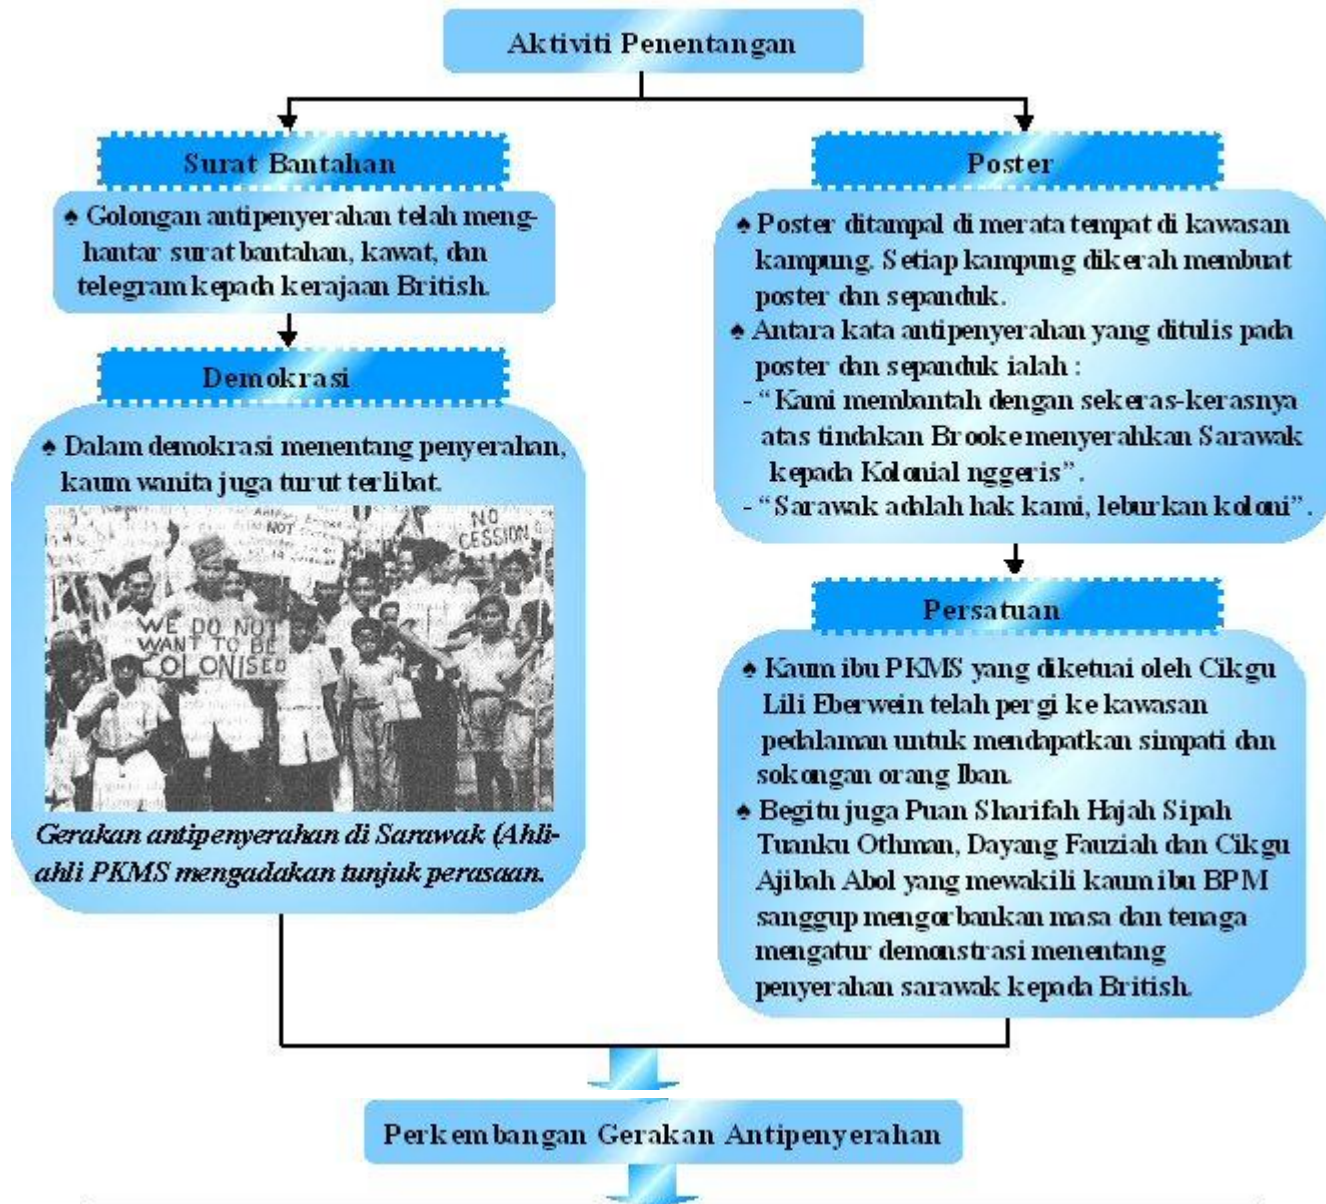 Aktiviti Penentangan
Surat Bantahan
♠ Golongan antipenyerahan telah meng-
hantar surat bantahan, kawat, dan
telegram kepada kerajaan British.
Demokrasi
♠ Dalam demokrasi menentang penyerahan,
kaum wanita juga turut terlibat.
NOT
NO
CESSION
WE DO NOT
WANT TO BE
COLONISED
Gerakan antipenyerahan di Sarawak (Ahli-
ahli PKMS mengadakan tunjuk perasaan.
Poster
♠ Poster ditampal di merata tempat di kawasan
kampung. Setiap kampung dikerah membuat
poster dan sepanduk.
♠ Antara kata antipenyerahan yang ditulis pada
poster dan sepanduk ialah :
- “Kami membantah dengan sekeras-kerasnya
atas tindakan Brooke menyerahkan Sarawak
kepada Kolonial nggeris”.
- “Sarawak adalah hak kami, leburkan koloni”.
Persatuan
♠ Kaum ibu PKMS yang diketuai oleh Cikgu
Lili Eberwein telah pergi ke kawasan
pedalaman untuk mendapatkan simpati dan
sokongan orang Iban.
♠ Begitu juga Puan Sharifah Hajah Sipah
Tuanku Othman, Dayang Fauziah dan Cikgu
Ajibah Abol yang mewakili kaum ibu BPM
sanggup mengorbankan masa dan tenaga
mengatur demonstrasi menentang
penyerahan sarawak kepada British.
Perkembangan Gerakan Antipenyerahan